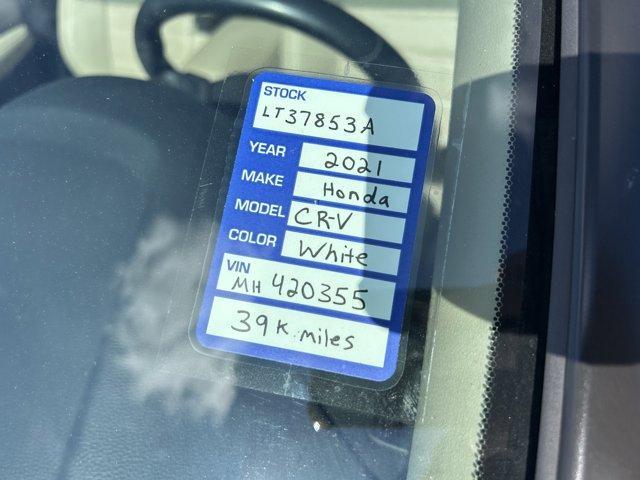 STOCK
LT37853A
YEAR 2021
MAKE Honda
MODEL CR-V
COLOR White
VIN
MH 420355
39K miles